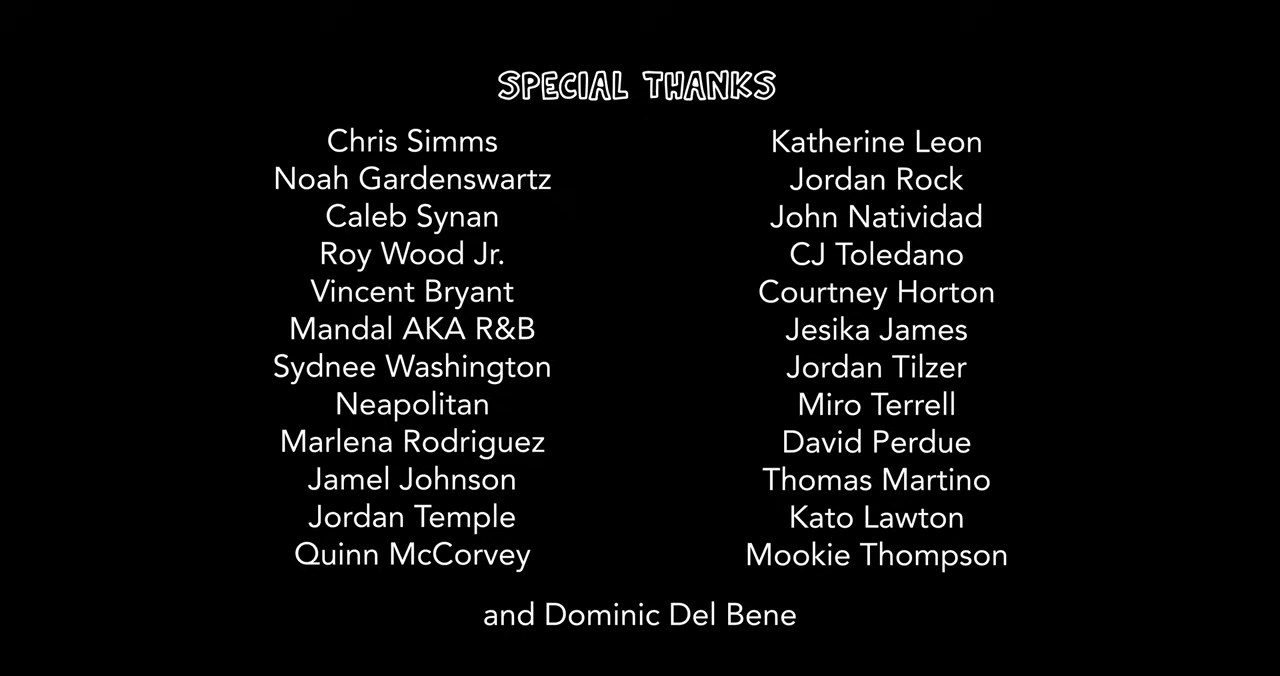 SPECIAL THANKS
Chris Simms
Noah Gardenswartz
Caleb Synan
Roy Wood Jr.
Vincent Bryant
Mandal AKA R&B
Sydnee Washington
Neapolitan
Marlena Rodriguez
Jamel Johnson
Jordan Temple
Quinn McCorvey
Katherine Leon
Jordan Rock
John Natividad
CJ Toledano
Courtney Horton
Jesika James
Jordan Tilzer
Miro Terrell
David Perdue
Thomas Martino
Kato Lawton
Mookie Thompson
and Dominic Del Bene